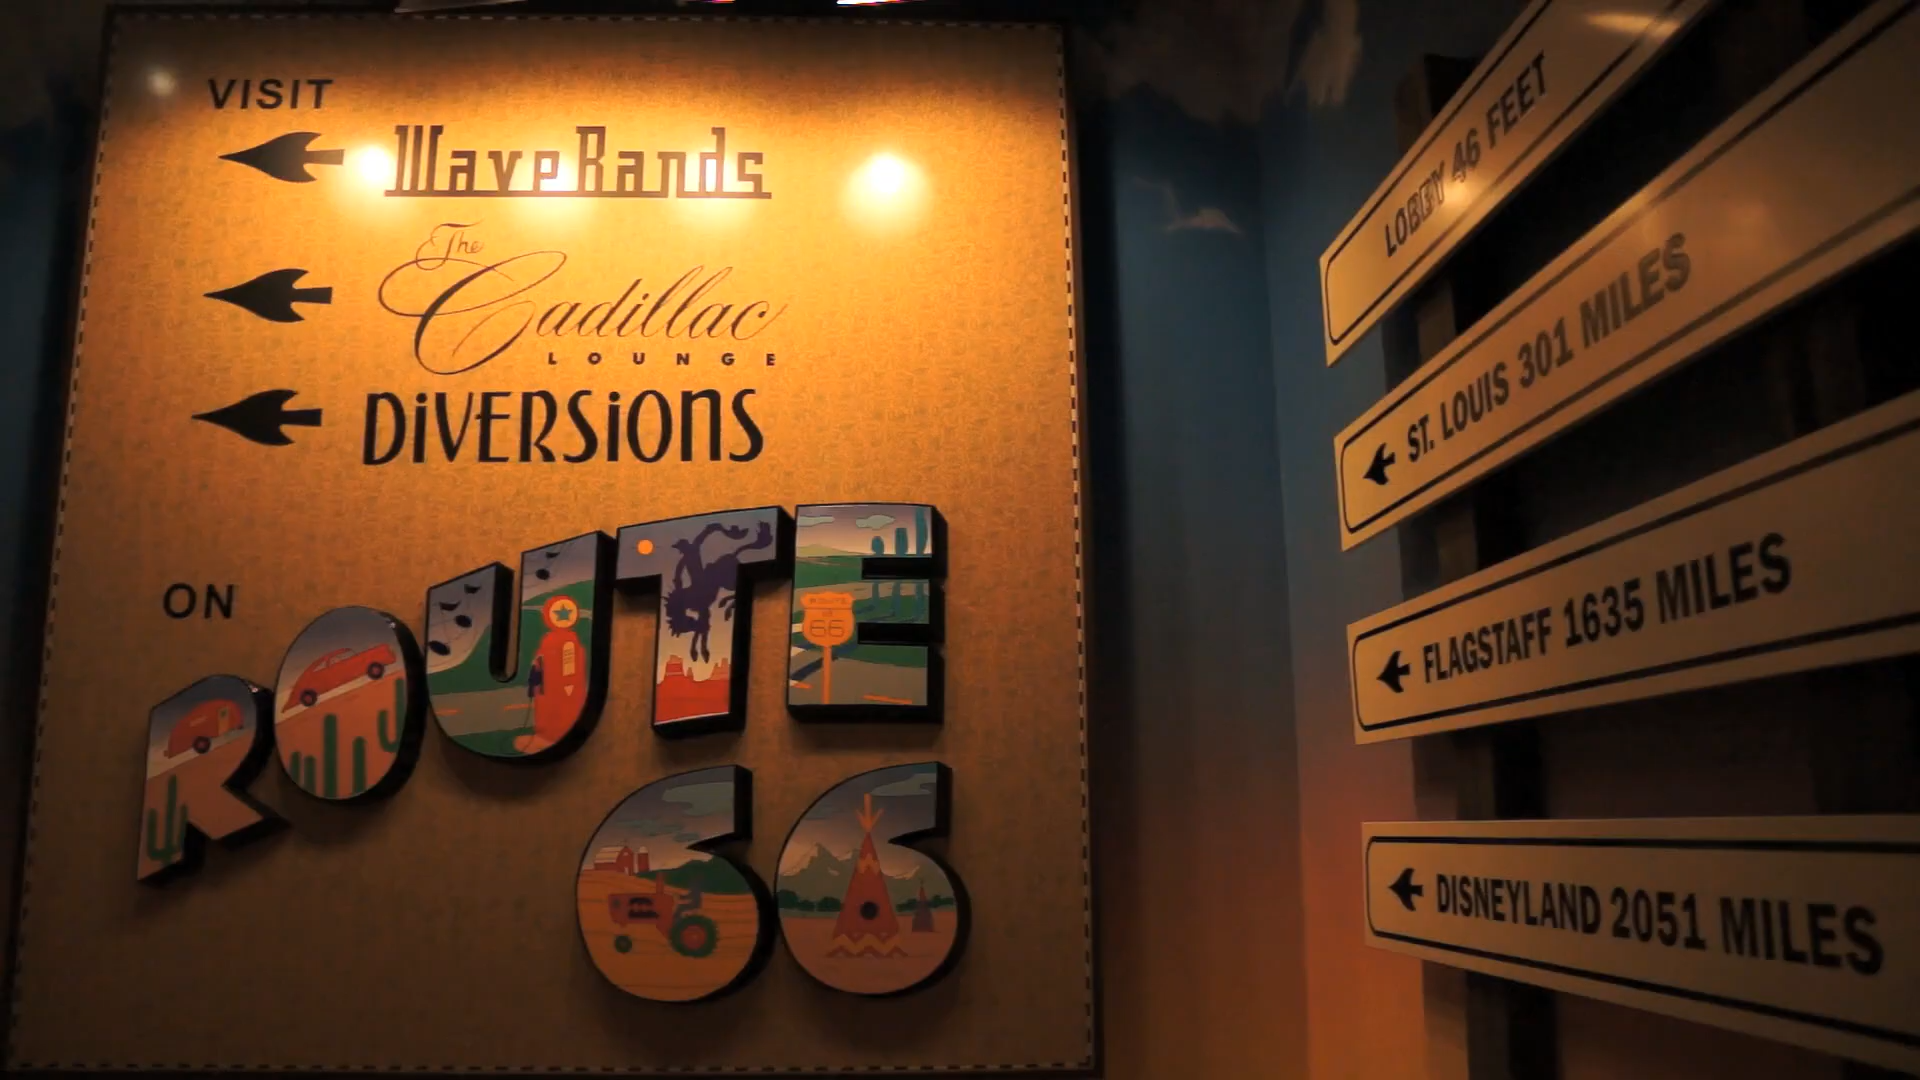 VISIT
WaveBands
The
Cadillac
LOUNGE
DiVERSiONS
ON
ROUTE
66
ROUTE
66
LOBBY 46 FEET
ST. LOUIS 301 MILES
FLAGSTAFF 1635 MILES
DISNEYLAND 2051 MILES